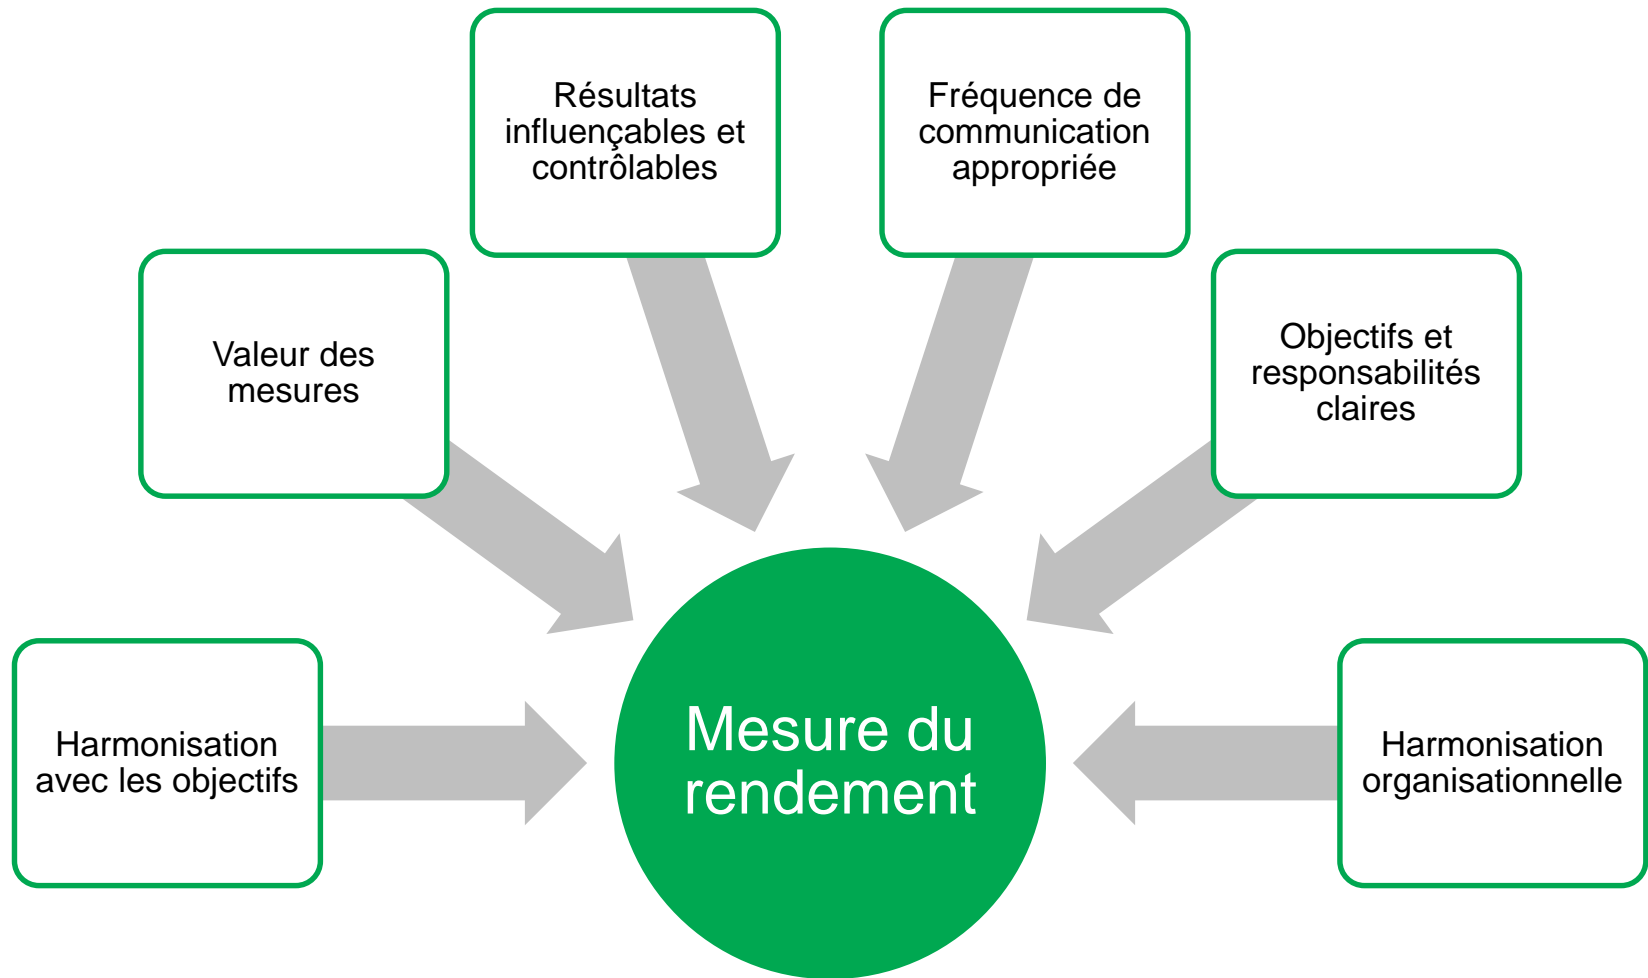 Résultats
influençables et
contrôlables
Fréquence de
communication
appropriée
Valeur des
mesures
Objectifs et
responsabilités
claires
Harmonisation
avec les objectifs
Mesure du
rendement
Harmonisation
organisationnelle